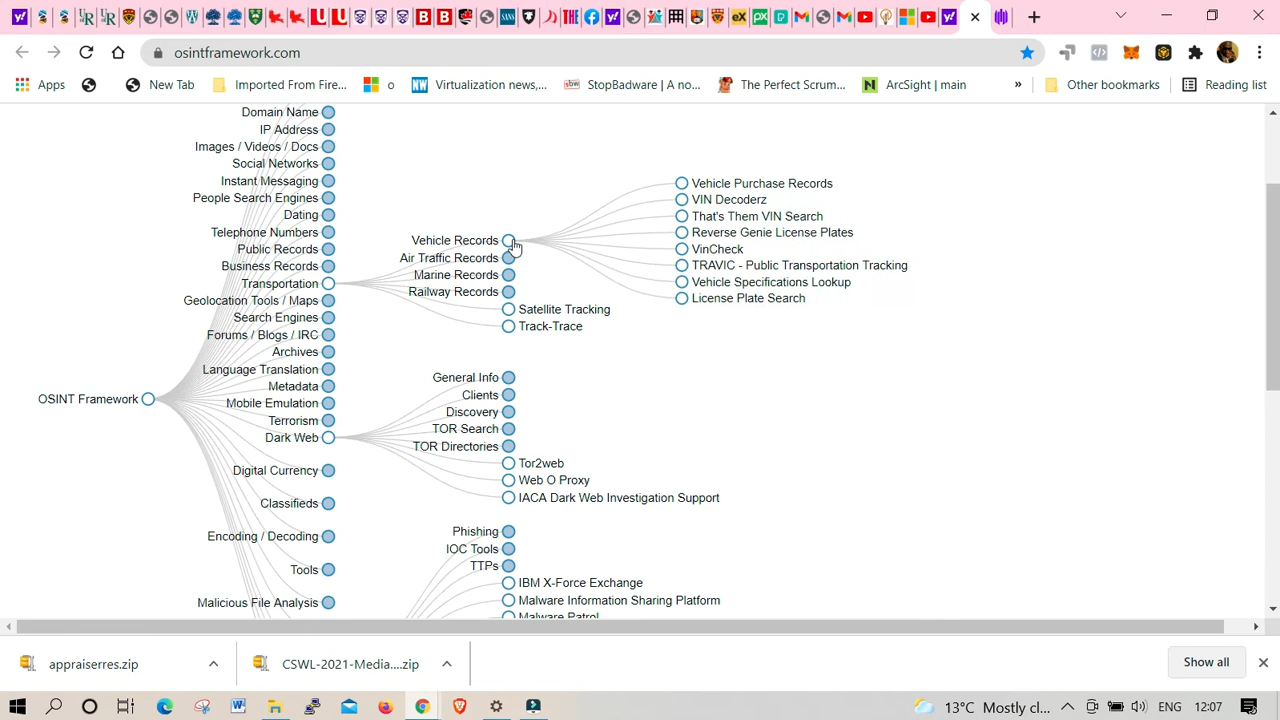 osintframework.com
Apps
New Tab
Imported From Fire...
o
Virtualization news,...
StopBadware | A no...
The Perfect Scrum...
ArcSight | main
»
Other bookmarks
Reading list
Domain Name
IP Address
Images / Videos / Docs
Social Networks
Instant Messaging
People Search Engines
Dating
Telephone Numbers
Public Records
Business Records
Transportation
Geolocation Tools / Maps
Search Engines
Forums / Blogs / IRC
Archives
Language Translation
Metadata
Mobile Emulation
Terrorism
Dark Web
Digital Currency
Classifieds
Encoding / Decoding
Tools
Malicious File Analysis
OSINT Framework
Vehicle Records
Air Traffic Records
Marine Records
Railway Records
Satellite Tracking
Track-Trace
Vehicle Purchase Records
VIN Decoderz
That's Them VIN Search
Reverse Genie License Plates
VinCheck
TRAVIC - Public Transportation Tracking
Vehicle Specifications Lookup
License Plate Search
General Info
Clients
Discovery
TOR Search
TOR Directories
Tor2web
Web O Proxy
IACA Dark Web Investigation Support
Phishing
IOC Tools
TTPs
IBM X-Force Exchange
Malware Information Sharing Platform
Malware Patrol
appraiserres.zip
CSWL-2021-Media....zip
Show all
13°C Mostly cl...
ENG
12:07